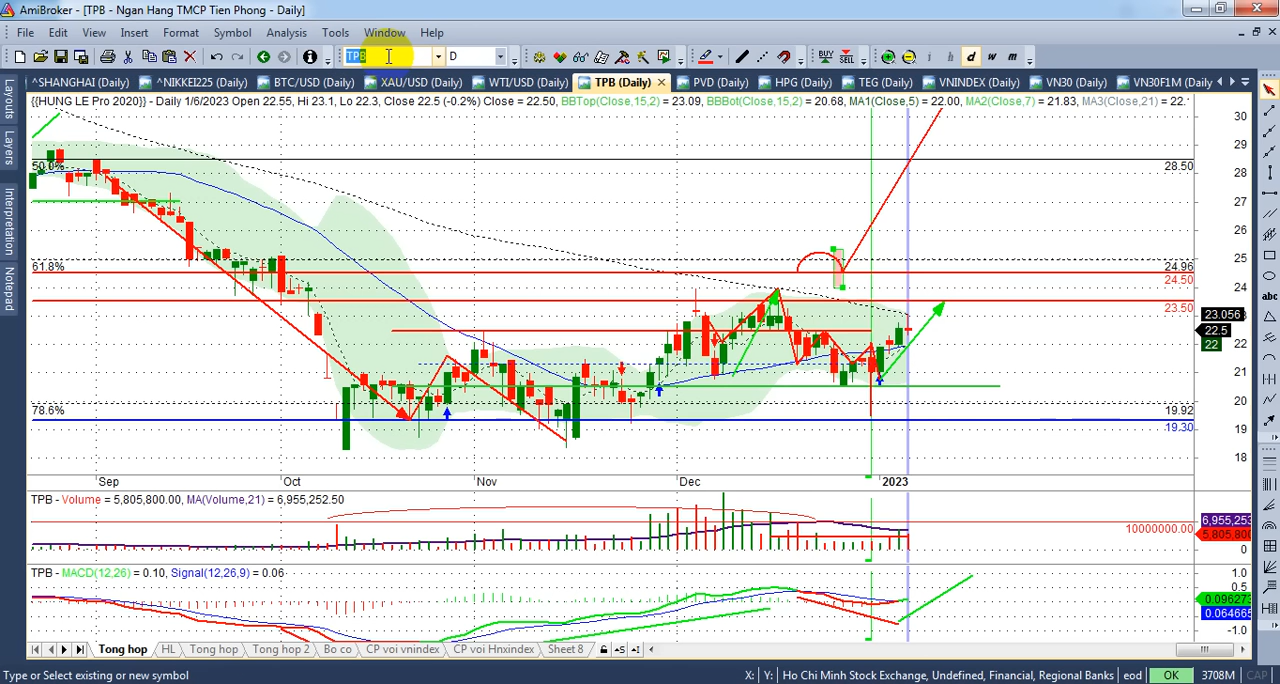 AmiBroker - [TPB - Ngan Hang TMCP Tien Phong - Daily]
File Edit View Insert Format Symbol Analysis Tools Window Help
TPB D BUY SELL i h d w m
^SHANGHAI (Daily) ^NIKKEI225 (Daily) BTC/USD (Daily) XAU/USD (Daily) WTI/USD (Daily) TPB (Daily) PVD (Daily) HPG (Daily) TEG (Daily) VNINDEX (Daily) VN30 (Daily) VN30F1M (Daily)
{{HUNG LE Pro 2020}} - Daily 1/6/2023 Open 22.55, Hi 23.1, Lo 22.3, Close 22.5 (-0.2%) Close = 22.50, BBTop(Close,15,2) = 23.09, BBBot(Close,15,2) = 20.68, MA1(Close,5) = 22.00, MA2(Close,7) = 21.83, MA3(Close,21) = 22.
Layouts
Layers
Interpretation
Notepad
30
29
50.0% 28.50
28
27
26
25
61.8% 24.96
24.50
24
23.50
23.056
22.5
22
22
21
20
78.6% 19.92
19.30
19
18
Sep Oct Nov Dec 2023
TPB - Volume = 5,805,800.00, MA(Volume,21) = 6,955,252.50
6,955,253
10000000.00 5,805,80
0
TPB - MACD(12,26) = 0.10, Signal(12,26,9) = 0.06
1.0
0.5
0.096273
0.064665
-1.0
Tong hop HL Tong hop Tong hop 2 Bo co CP voi vnindex CP voi Hnxindex Sheet 8
abc
Type or Select existing or new symbol X: Y: Ho Chi Minh Stock Exchange, Undefined, Financial, Regional Banks eod OK 3708M CAP